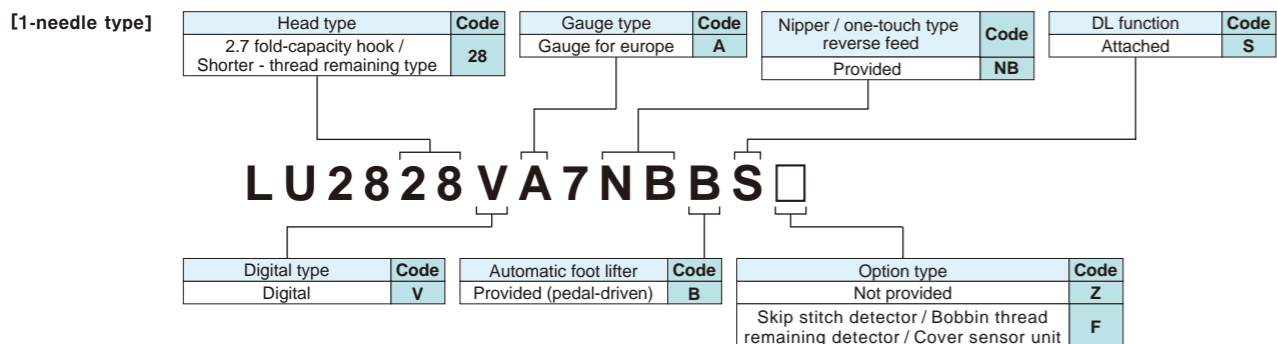 [1-needle type]
Head type Code
2.7 fold-capacity hook /
Shorter - thread remaining type 28
Gauge type Code
Gauge for europe A
Nipper / one-touch type
reverse feed Code
Provided NB
DL function Code
Attached S
LU2828VA7NBBS□
Digital type Code
Digital V
Automatic foot lifter Code
Provided (pedal-driven) B
Option type Code
Not provided Z
Skip stitch detector / Bobbin thread
remaining detector / Cover sensor unit F